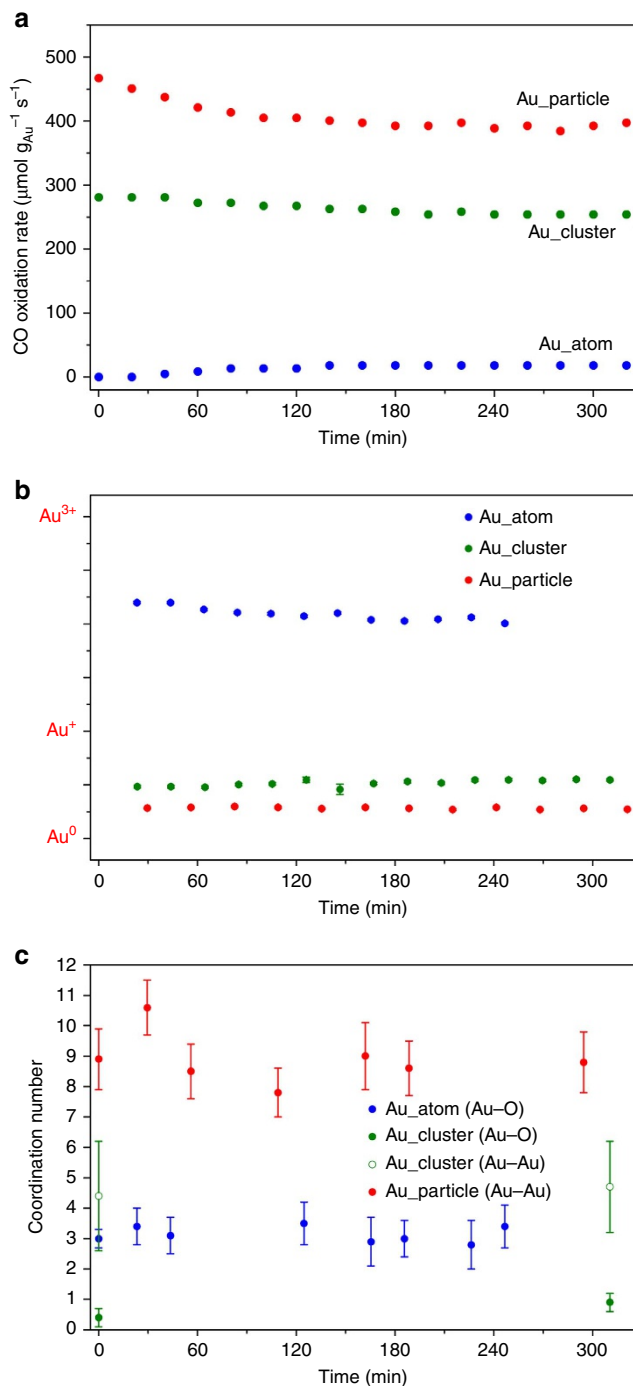 a
500
400
300
200
100
0
CO oxidation rate (μmol g_Au⁻¹ s⁻¹)
Au_particle
Au_cluster
Au_atom
0 60 120 180 240 300
Time (min)
b
Au³⁺
Au⁺
Au⁰
Au_atom
Au_cluster
Au_particle
0 60 120 180 240 300
Time (min)
c
12
11
10
9
8
7
6
5
4
3
2
1
0
Coordination number
Au_atom (Au–O)
Au_cluster (Au–O)
Au_cluster (Au–Au)
Au_particle (Au–Au)
0 60 120 180 240 300
Time (min)